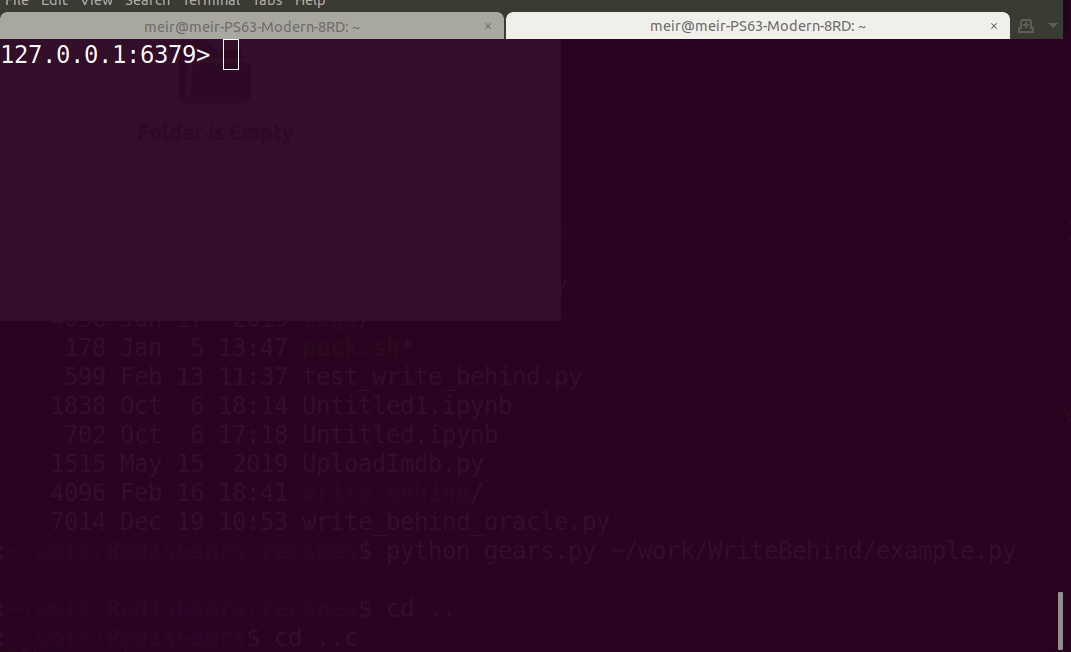 File Edit View Search Terminal Tabs Help
meir@meir-PS63-Modern-8RD: ~ × meir@meir-PS63-Modern-8RD: ~ ×
127.0.0.1:6379>
Folder is Empty
/
4096 Jan 17 2019
178 Jan 5 13:47 pack.sh*
599 Feb 13 11:37 test_write_behind.py
1838 Oct 6 18:14 Untitled1.ipynb
702 Oct 6 17:18 Untitled.ipynb
1515 May 15 2019 UploadImdb.py
4096 Feb 16 18:41 write_behind/
7014 Dec 19 10:53 write_behind_oracle.py
:~/work/RedisGears/recipes$ python gears.py ~/work/WriteBehind/example.py
:~/work/RedisGears/recipes$ cd ..
:~/work/RedisGears$ cd ..c